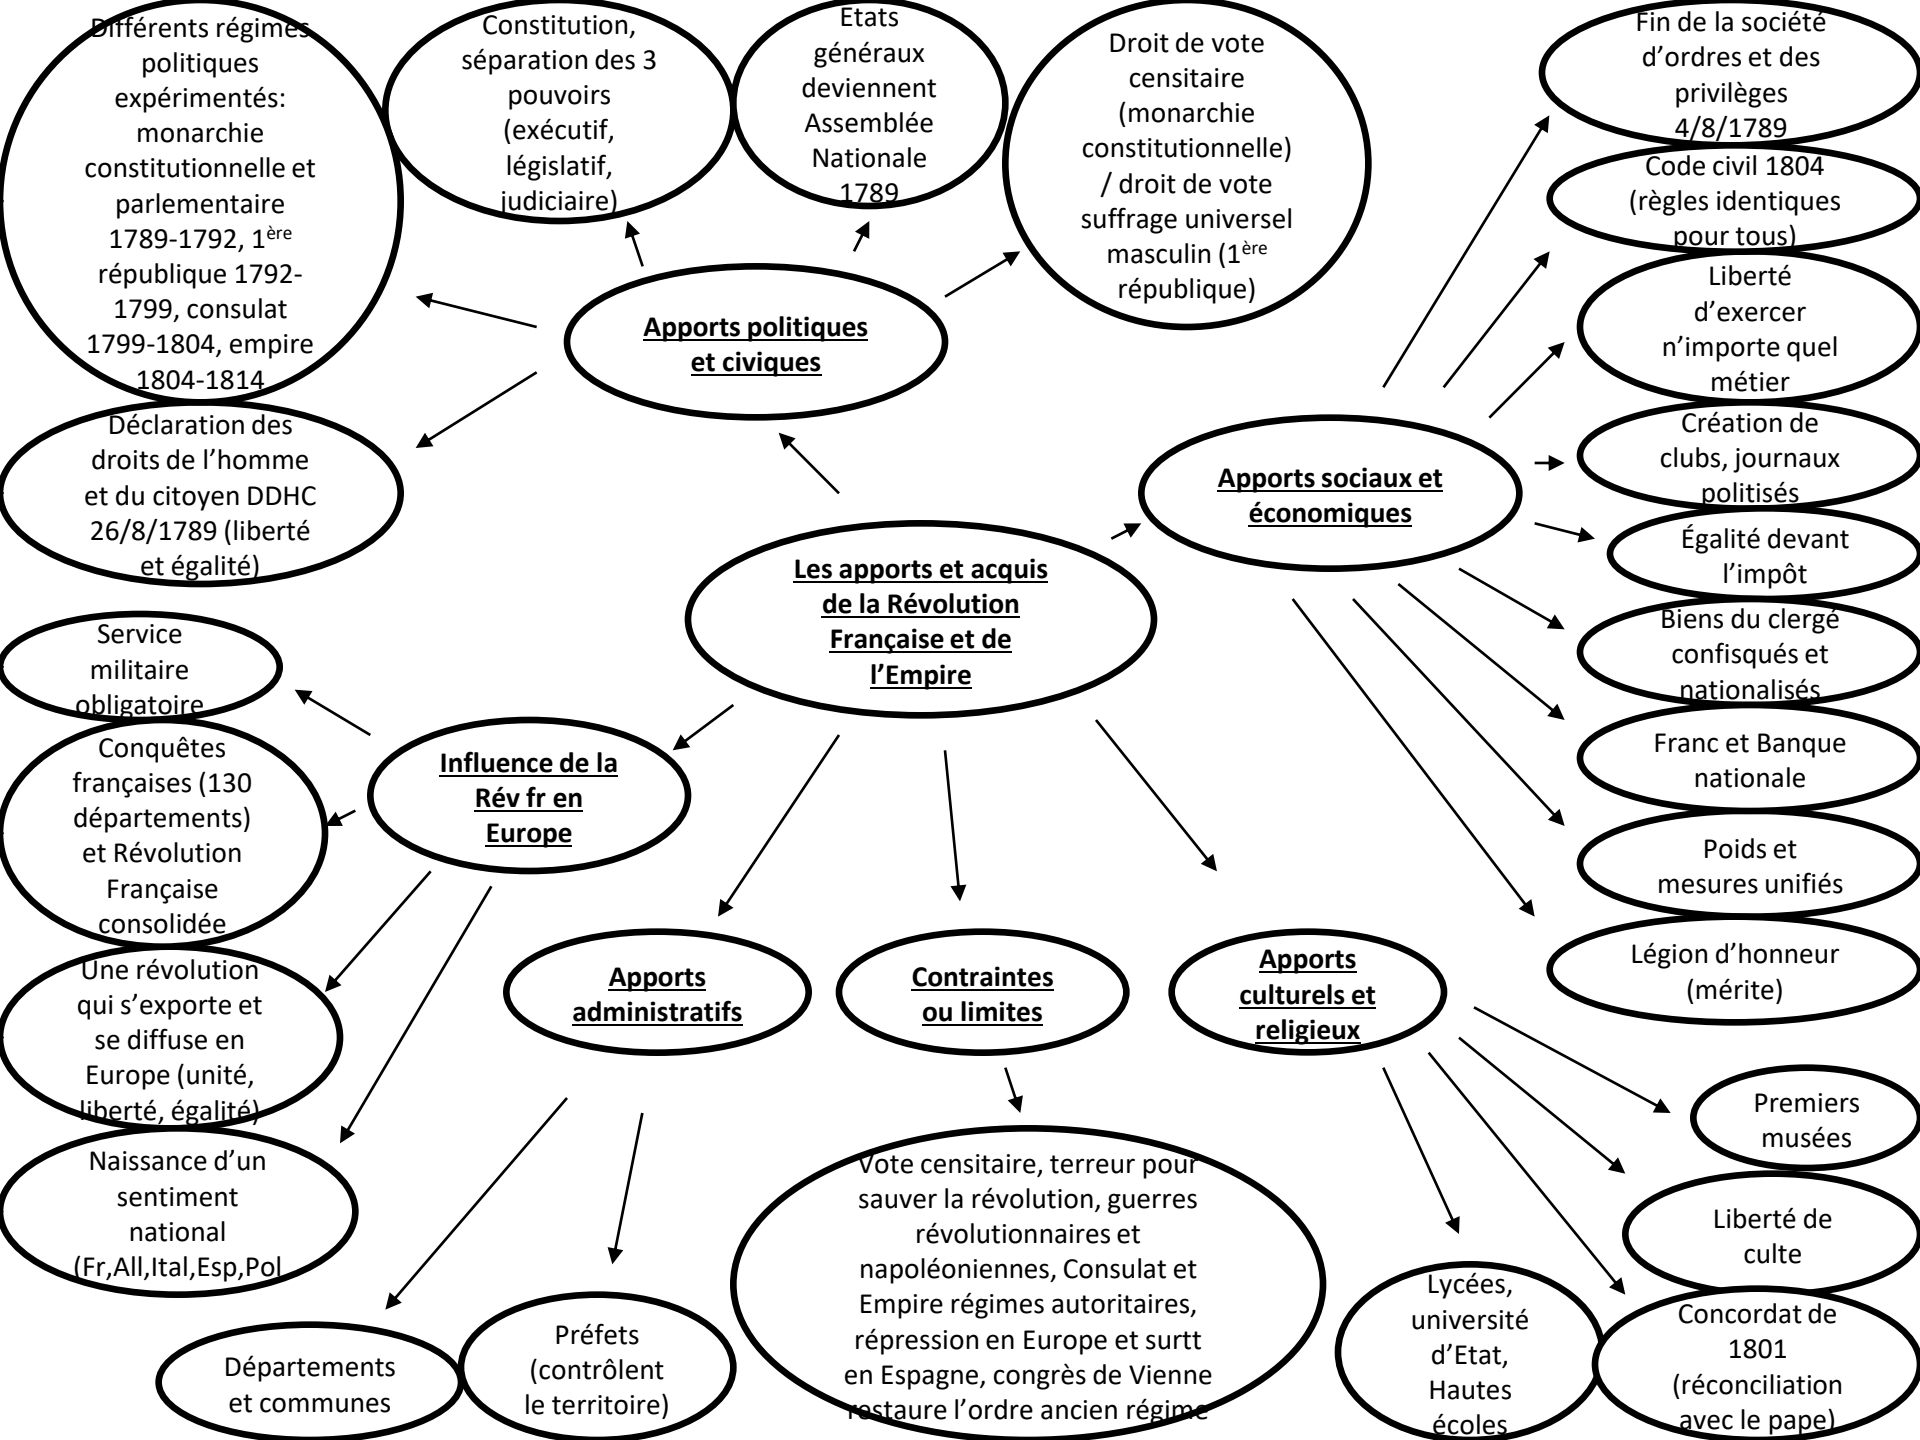 Différents régimes
politiques
expérimentés:
monarchie
constitutionnelle et
parlementaire
1789-1792, 1ère
république 1792-
1799, consulat
1799-1804, empire
1804-1814
Constitution,
séparation des 3
pouvoirs
(exécutif,
législatif,
judiciaire)
Etats
généraux
deviennent
Assemblée
Nationale
1789
Droit de vote
censitaire
(monarchie
constitutionnelle)
/ droit de vote
suffrage universel
masculin (1ère
république)
Fin de la société
d’ordres et des
privilèges
4/8/1789
Code civil 1804
(règles identiques
pour tous)
Liberté
d’exercer
n’importe quel
métier
Apports politiques
et civiques
Déclaration des
droits de l’homme
et du citoyen DDHC
26/8/1789 (liberté
et égalité)
Création de
clubs, journaux
politisés
Apports sociaux et
économiques
Égalité devant
l’impôt
Les apports et acquis
de la Révolution
Française et de
l’Empire
Biens du clergé
confisqués et
nationalisés
Service
militaire
obligatoire
Franc et Banque
nationale
Conquêtes
françaises (130
départements)
et Révolution
Française
consolidée
Influence de la
Rév fr en
Europe
Poids et
mesures unifiés
Légion d’honneur
(mérite)
Une révolution
qui s’exporte et
se diffuse en
Europe (unité,
liberté, égalité)
Apports
administratifs
Contraintes
ou limites
Apports
culturels et
religieux
Premiers
musées
Naissance d’un
sentiment
national
(Fr,All,Ital,Esp,Pol
Vote censitaire, terreur pour
sauver la révolution, guerres
révolutionnaires et
napoléoniennes, Consulat et
Empire régimes autoritaires,
répression en Europe et surtt
en Espagne, congrès de Vienne
restaure l’ordre ancien régime
Liberté de
culte
Lycées,
université
d’Etat,
Hautes
écoles
Concordat de
1801
(réconciliation
avec le pape)
Départements
et communes
Préfets
(contrôlent
le territoire)